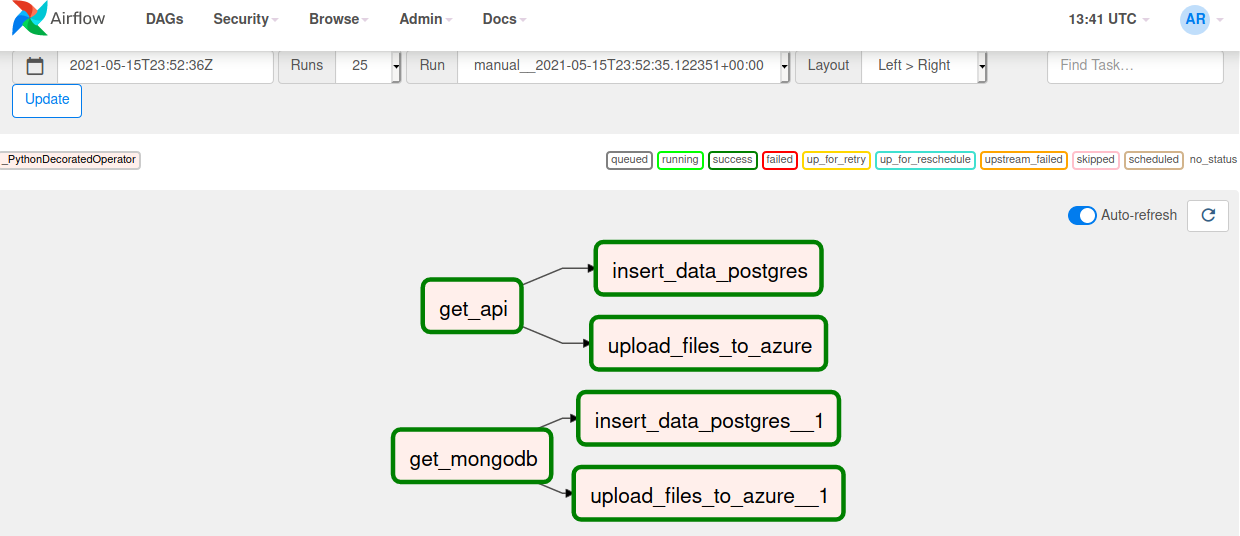 Airflow DAGs Security Browse Admin Docs 13:41 UTC AR
2021-05-15T23:52:36Z Runs 25 Run manual__2021-05-15T23:52:35.122351+00:00 Layout Left > Right Find Task…
Update
_PythonDecoratedOperator queued running success failed up_for_retry up_for_reschedule upstream_failed skipped scheduled no_status
Auto-refresh
insert_data_postgres
get_api
upload_files_to_azure
insert_data_postgres__1
get_mongodb
upload_files_to_azure__1